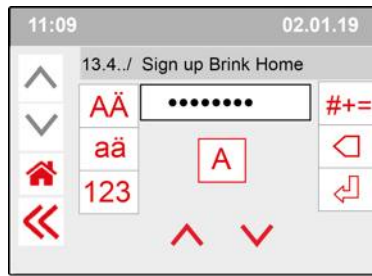 11:09 02.01.19
13.4../ Sign up Brink Home
AÄ •••••••• #+=
aä A
123